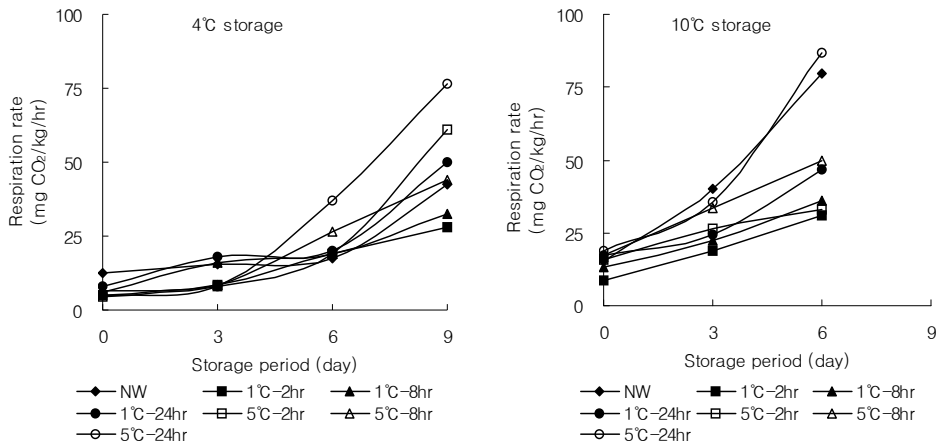 4℃ storage
100
75
50
25
0
Respiration rate
(mg CO₂/kg/hr)
0 3 6 9
Storage period (day)
NW 1℃-2hr 1℃-8hr
1℃-24hr 5℃-2hr 5℃-8hr
5℃-24hr
10℃ storage
100
75
50
25
0
Respiration rate
(mg CO₂/kg/hr)
0 3 6 9
Storage period (day)
NW 1℃-2hr 1℃-8hr
1℃-24hr 5℃-2hr 5℃-8hr
5℃-24hr